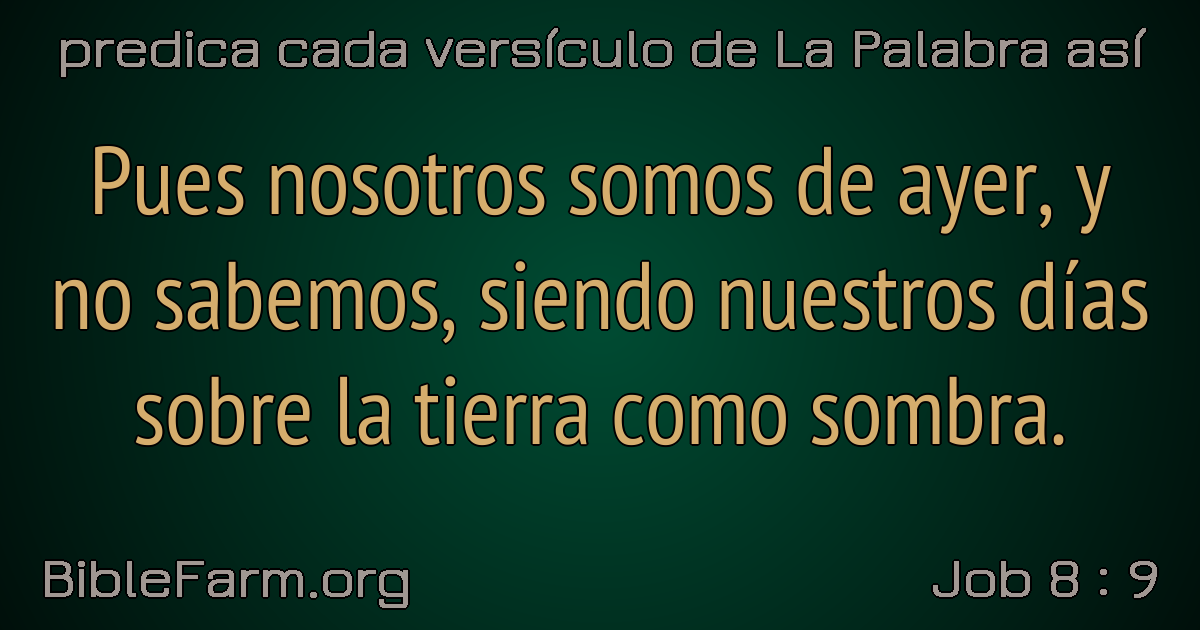 predica cada versículo de La Palabra así
Pues nosotros somos de ayer, y
no sabemos, siendo nuestros días
sobre la tierra como sombra.
BibleFarm.org
Job 8 : 9